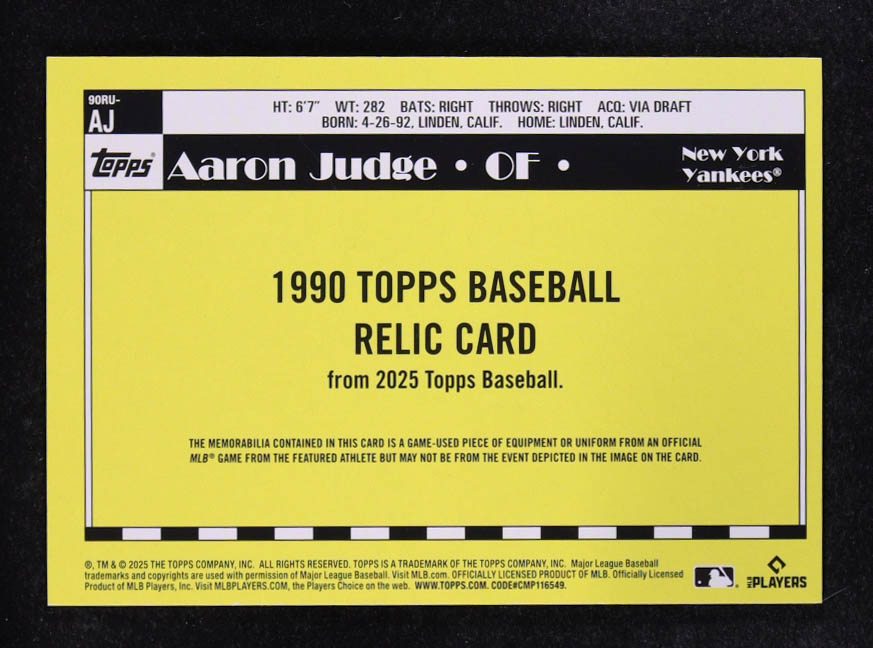 90RU-
AJ
HT: 6'7" WT: 282 BATS: RIGHT THROWS: RIGHT ACQ: VIA DRAFT
BORN: 4-26-92, LINDEN, CALIF. HOME: LINDEN, CALIF.
Topps®
Aaron Judge • OF •
New York
Yankees®
1990 TOPPS BASEBALL
RELIC CARD
from 2025 Topps Baseball.
THE MEMORABILIA CONTAINED IN THIS CARD IS A GAME-USED PIECE OF EQUIPMENT OR UNIFORM FROM AN OFFICIAL
MLB® GAME FROM THE FEATURED ATHLETE BUT MAY NOT BE FROM THE EVENT DEPICTED IN THE IMAGE ON THE CARD.
®, TM & © 2025 THE TOPPS COMPANY, INC. ALL RIGHTS RESERVED. TOPPS IS A TRADEMARK OF THE TOPPS COMPANY, INC. Major League Baseball
trademarks and copyrights are used with permission of Major League Baseball. Visit MLB.com. OFFICIALLY LICENSED PRODUCT OF MLB. Officially Licensed
Product of MLB Players, Inc. Visit MLBPLAYERS.COM, the Players Choice on the web. WWW.TOPPS.COM. CODE#CMP116549.
MLB PLAYERS